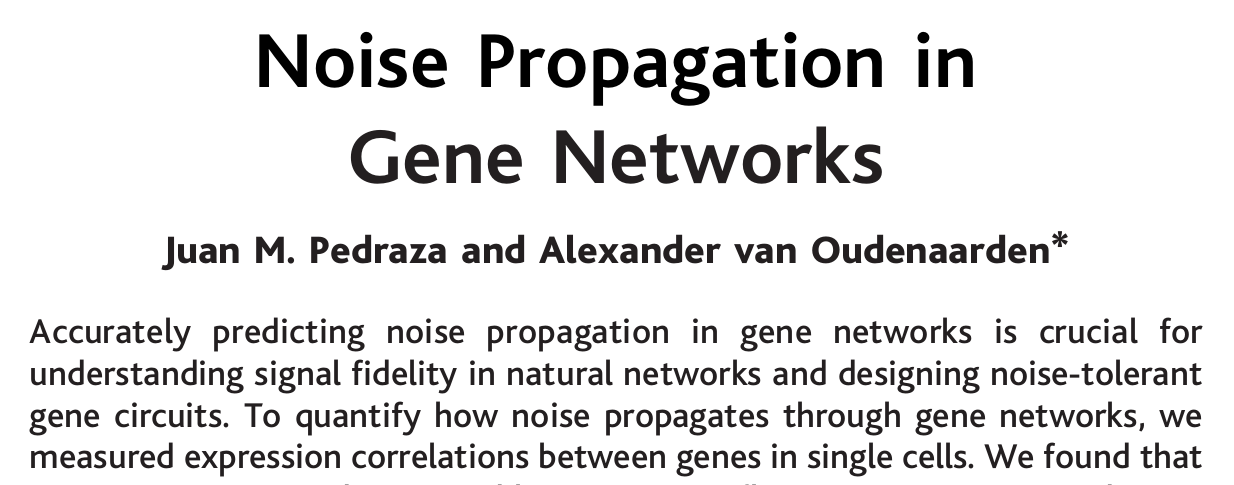 Noise Propagation in
Gene Networks
Juan M. Pedraza and Alexander van Oudenaarden*
Accurately predicting noise propagation in gene networks is crucial for
understanding signal fidelity in natural networks and designing noise-tolerant
gene circuits. To quantify how noise propagates through gene networks, we
measured expression correlations between genes in single cells. We found that